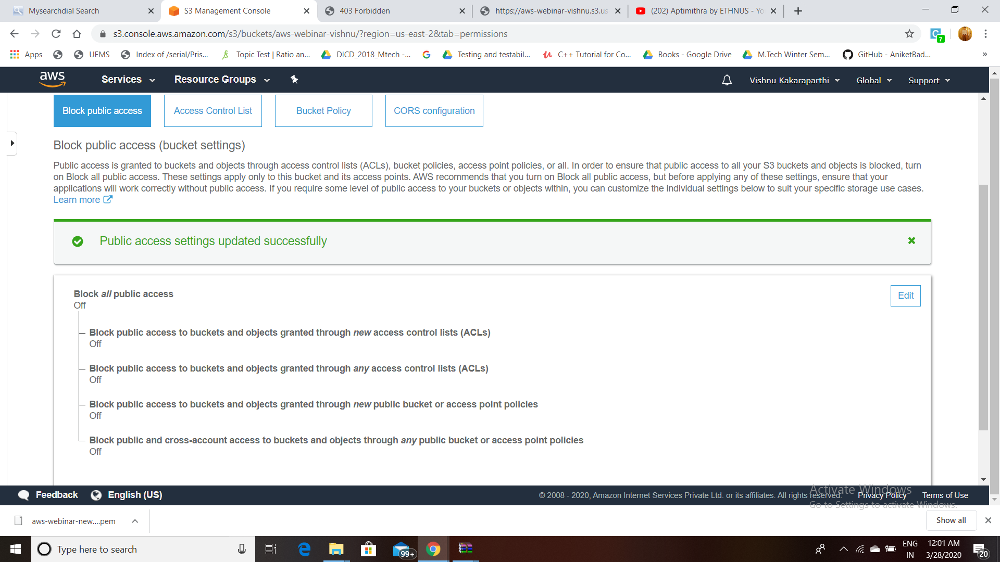 Mysearchdial Search
S3 Management Console
403 Forbidden
https://aws-webinar-vishnu.s3.us
(202) Aptimithra by ETHNUS - Yo
s3.console.aws.amazon.com/s3/buckets/aws-webinar-vishnu/?region=us-east-2&tab=permissions
C 7
Apps
UEMS
Index of /serial/Pris...
Topic Test | Ratio an...
DICD_2018_Mtech -...
Testing and testabil...
C++ Tutorial for Co...
Books - Google Drive
M.Tech Winter Sem...
GitHub - AniketBad...
»
aws
Services
Resource Groups
Vishnu Kakaraparthi
Global
Support
Block public access
Access Control List
Bucket Policy
CORS configuration
Block public access (bucket settings)
Public access is granted to buckets and objects through access control lists (ACLs), bucket policies, access point policies, or all. In order to ensure that public access to all your S3 buckets and objects is blocked, turn
on Block all public access. These settings apply only to this bucket and its access points. AWS recommends that you turn on Block all public access, but before applying any of these settings, ensure that your
applications will work correctly without public access. If you require some level of public access to your buckets or objects within, you can customize the individual settings below to suit your specific storage use cases.
Learn more
Public access settings updated successfully
Block all public access
Edit
Off
Block public access to buckets and objects granted through new access control lists (ACLs)
Off
Block public access to buckets and objects granted through any access control lists (ACLs)
Off
Block public access to buckets and objects granted through new public bucket or access point policies
Off
Block public and cross-account access to buckets and objects through any public bucket or access point policies
Off
Activate Windows
Go to Settings to activate Windows.
Feedback
English (US)
© 2008 - 2020, Amazon Internet Services Private Ltd. or its affiliates. All rights reserved.
Privacy Policy
Terms of Use
aws-webinar-new....pem
Show all
Type here to search
99+
ENG
IN
12:01 AM
3/28/2020
20